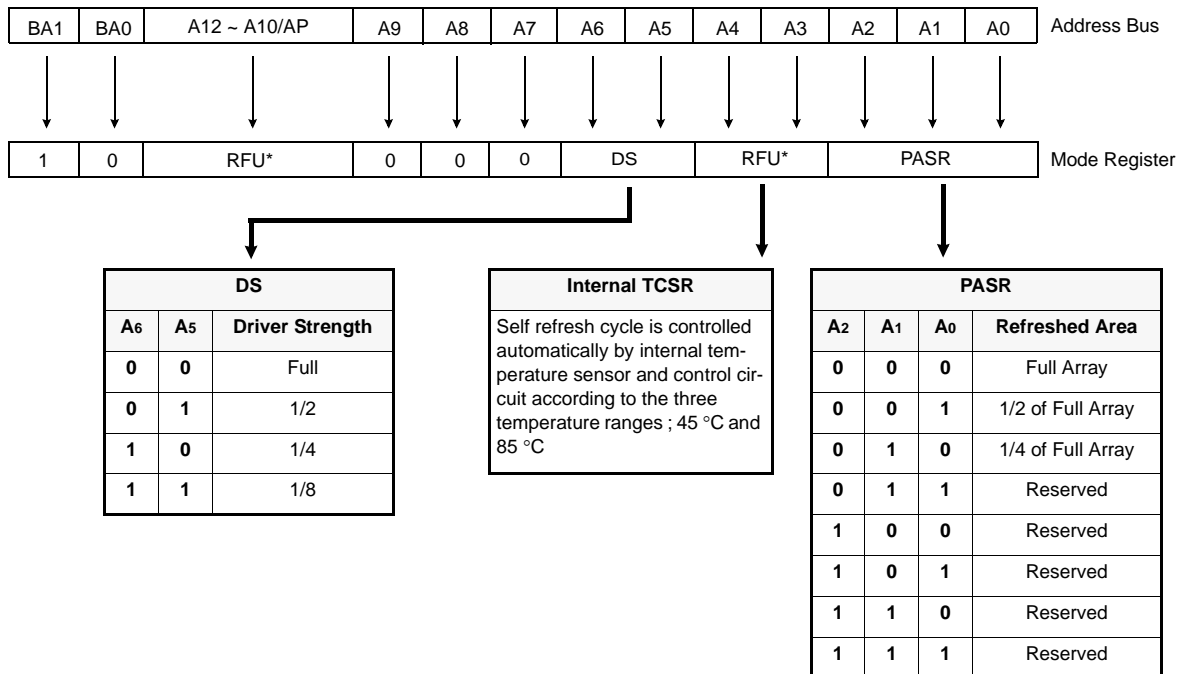 BA1 BA0 A12 ~ A10/AP A9 A8 A7 A6 A5 A4 A3 A2 A1 A0 Address Bus
1 0 RFU* 0 0 0 DS RFU* PASR Mode Register
DS
A6 A5 Driver Strength
0 0 Full
0 1 1/2
1 0 1/4
1 1 1/8
Internal TCSR
Self refresh cycle is controlled
automatically by internal tem-
perature sensor and control cir-
cuit according to the three
temperature ranges ; 45 °C and
85 °C
PASR
A2 A1 A0 Refreshed Area
0 0 0 Full Array
0 0 1 1/2 of Full Array
0 1 0 1/4 of Full Array
0 1 1 Reserved
1 0 0 Reserved
1 0 1 Reserved
1 1 0 Reserved
1 1 1 Reserved